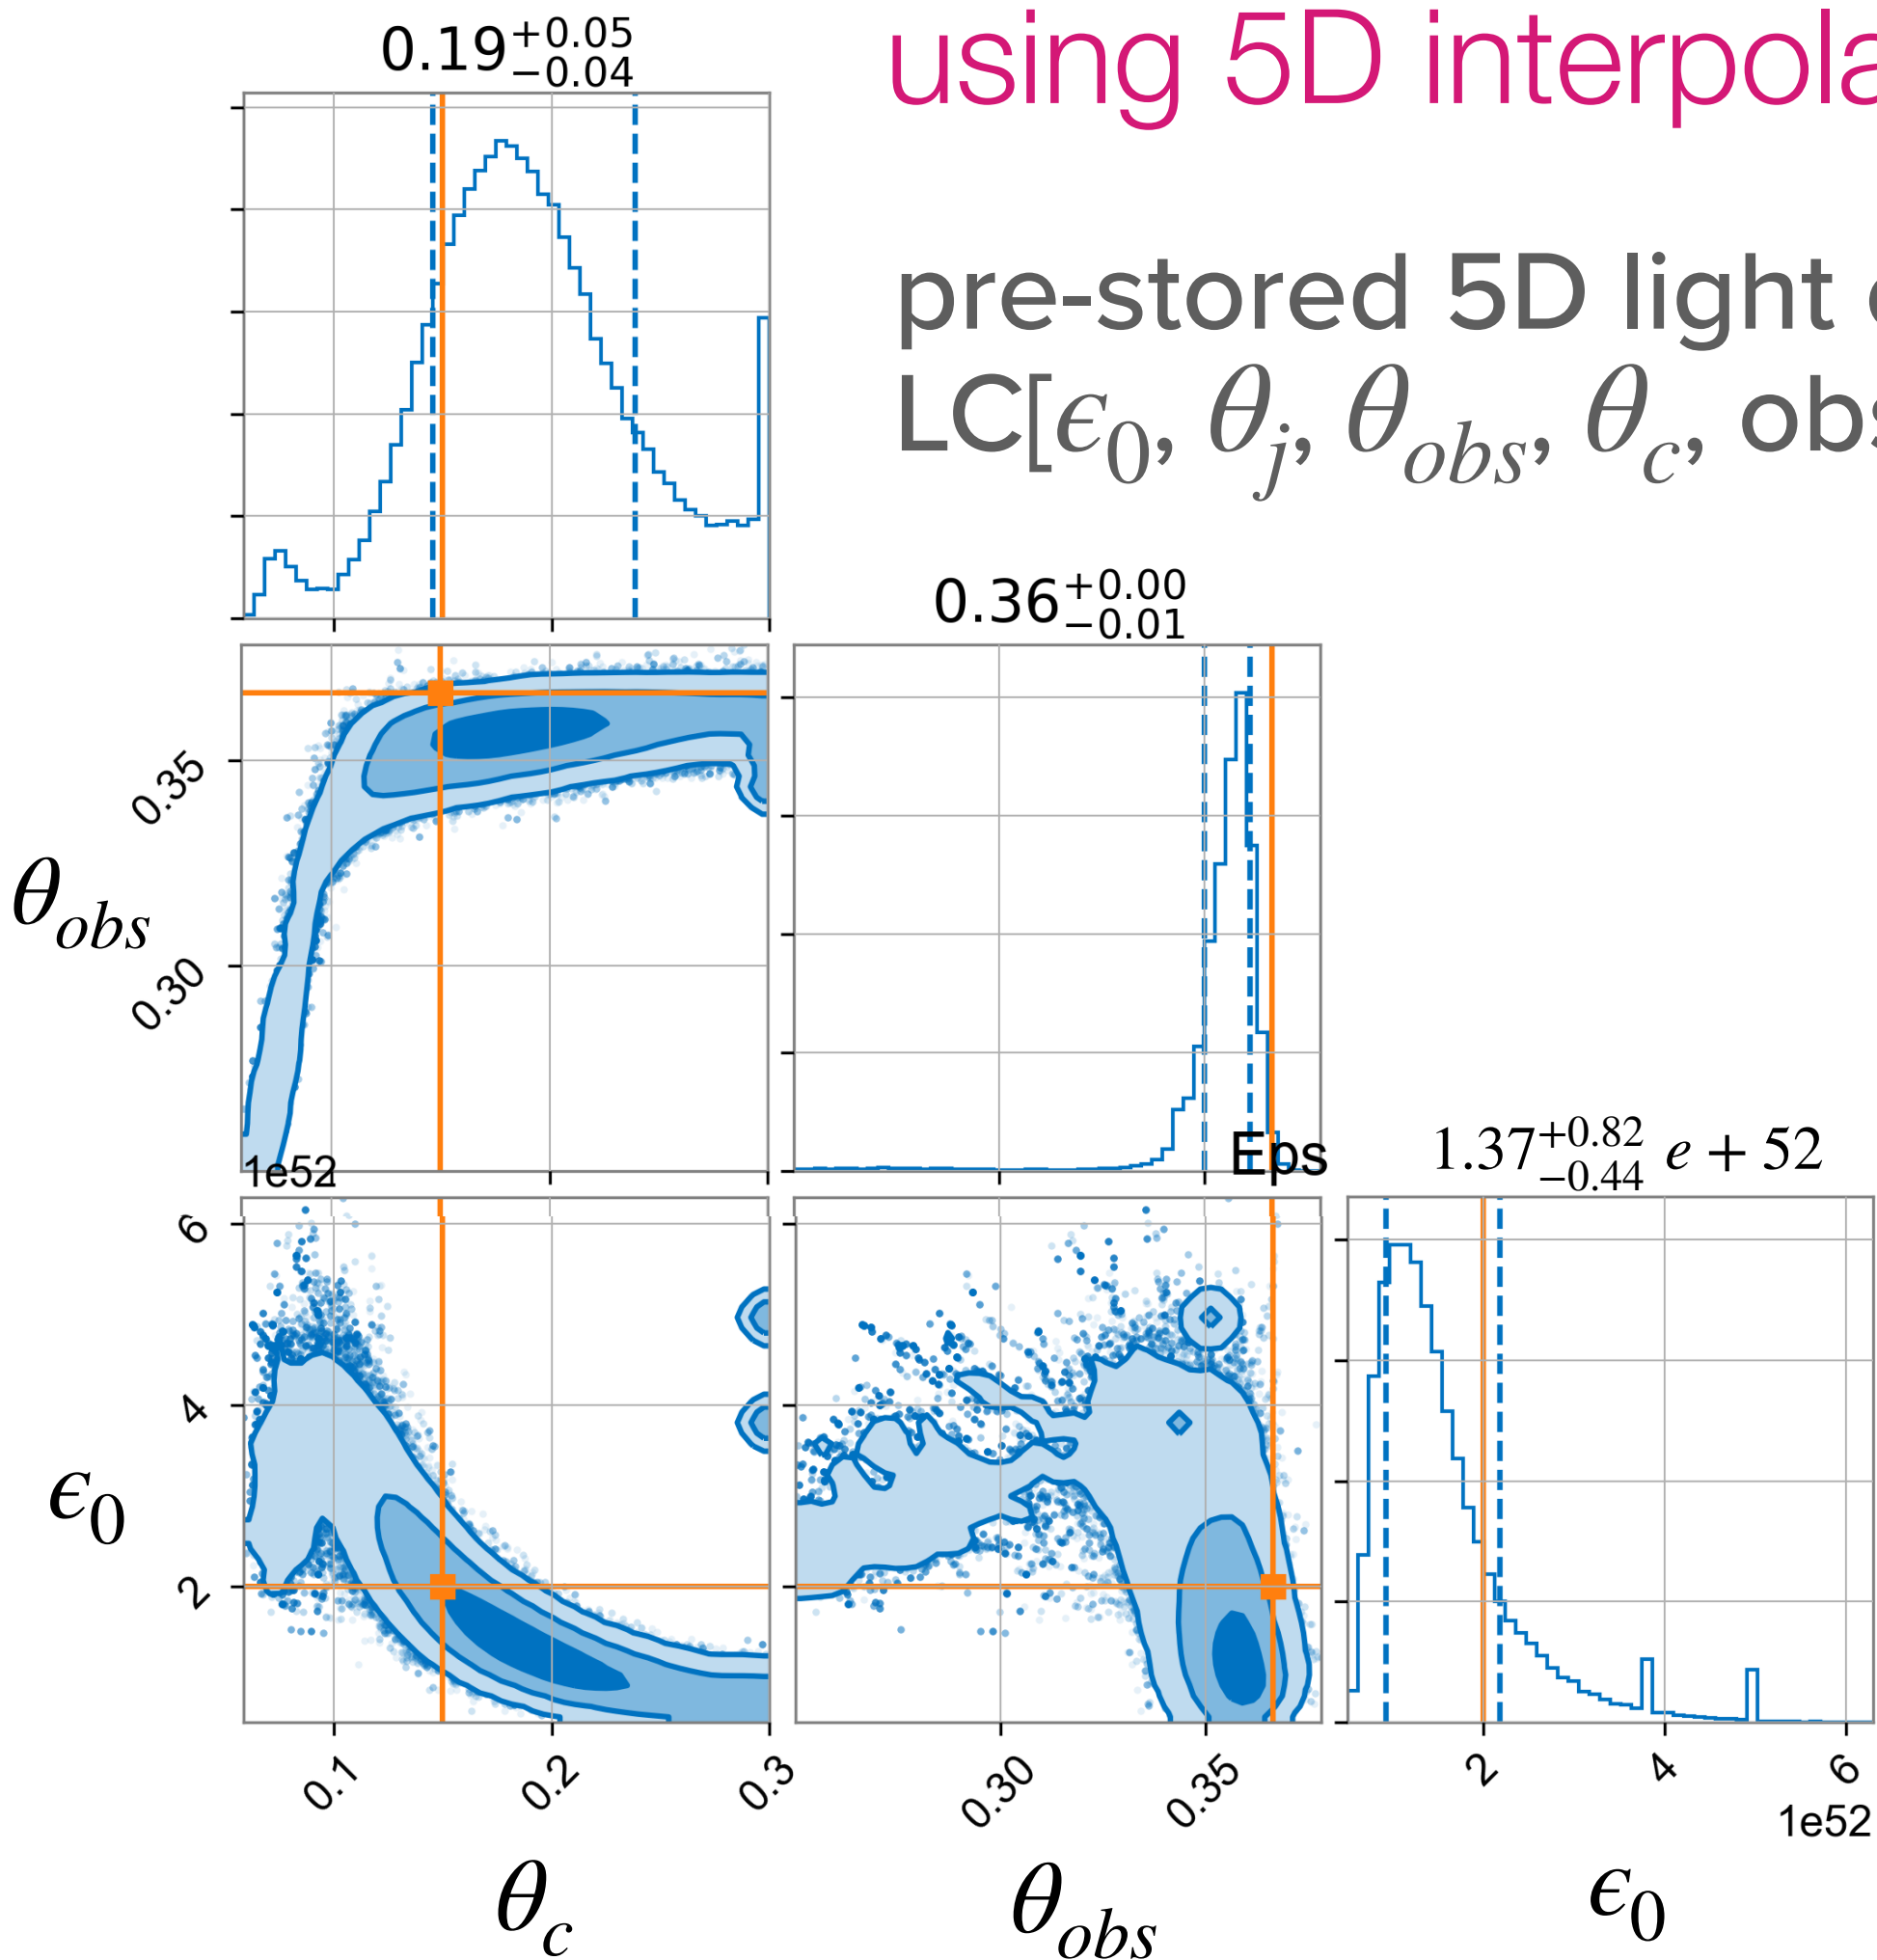 0.19+0.05−0.04
using 5D interpola
pre-stored 5D light
LC[ϵ0, θj, θobs, θc, obs
0.36+0.00−0.01
0.35
0.30
θobs
1e52
Eps
1.37+0.82−0.44 e + 52
6
4
2
ϵ0
0.1 0.2 0.3 0.30 0.35 2 4 6
1e52
θc θobs ϵ0